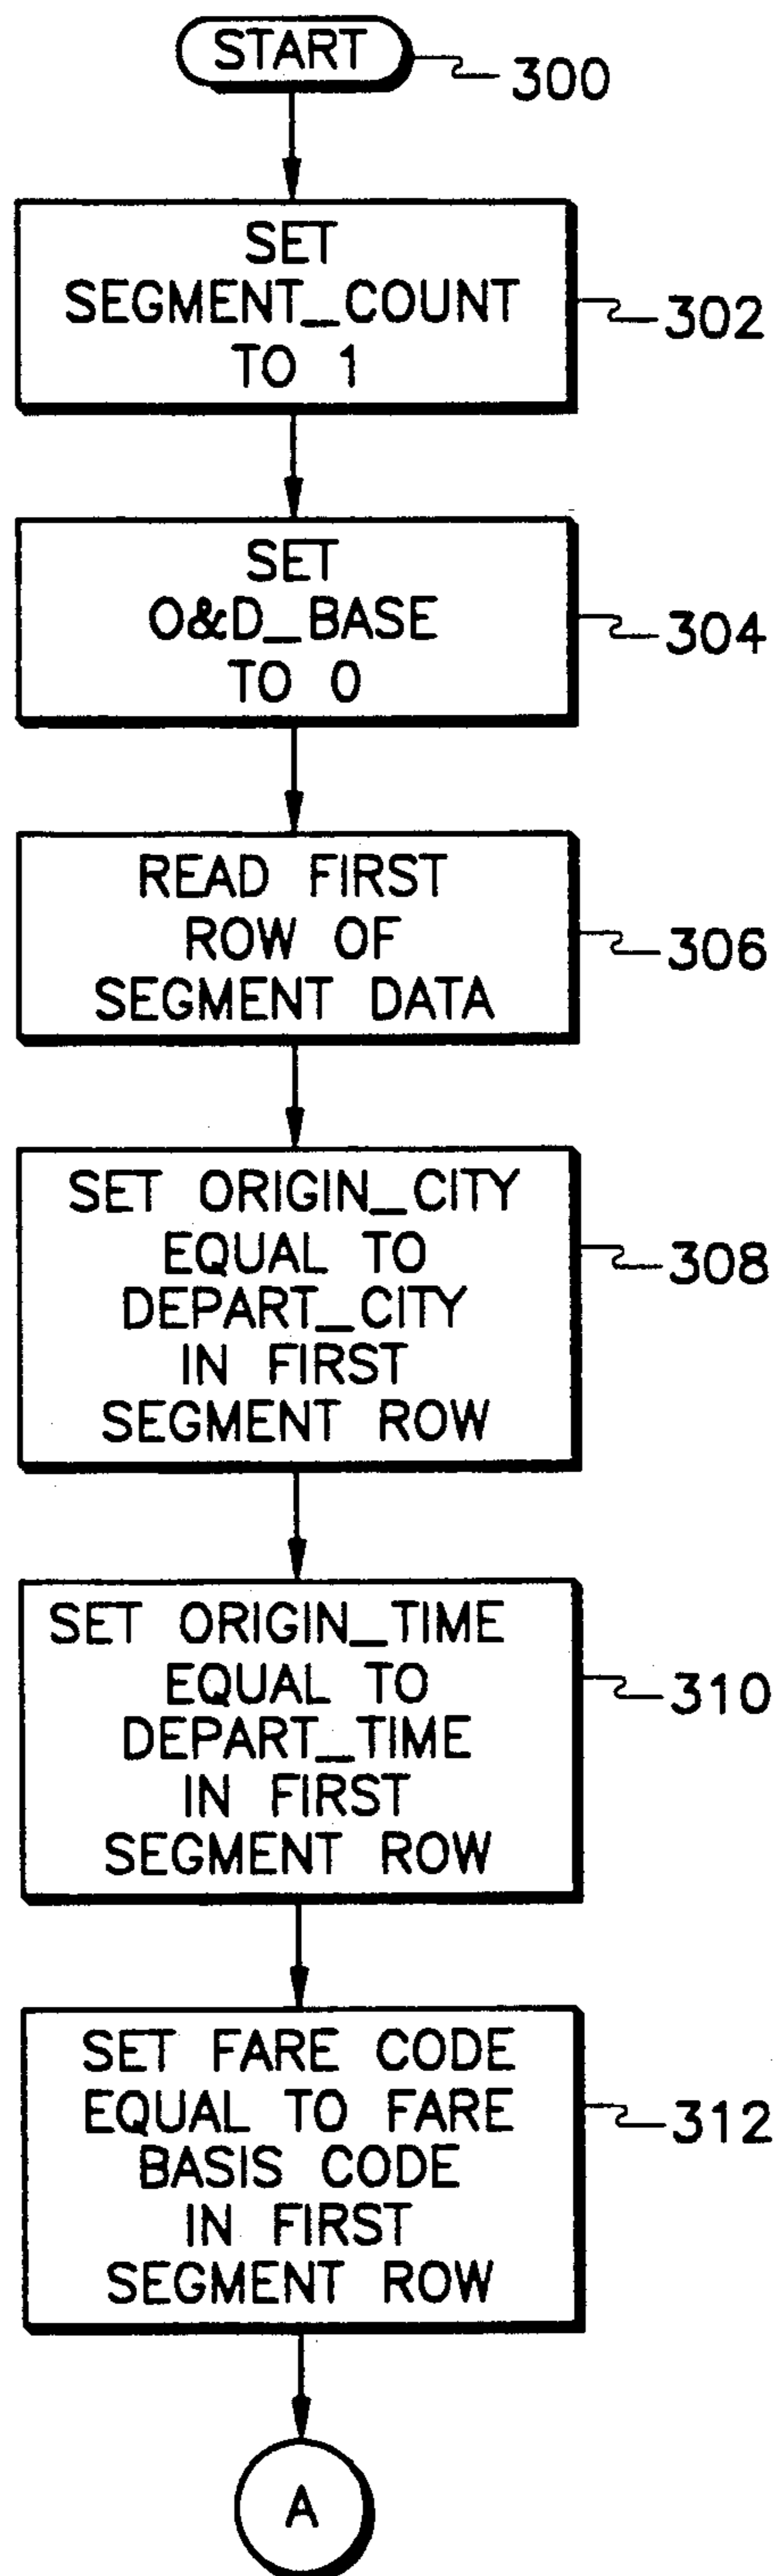 START
300
SET
SEGMENT_COUNT
TO 1
302
SET
O&D_BASE
TO 0
304
READ FIRST
ROW OF
SEGMENT DATA
306
SET ORIGIN_CITY
EQUAL TO
DEPART_CITY
IN FIRST
SEGMENT ROW
308
SET ORIGIN_TIME
EQUAL TO
DEPART_TIME
IN FIRST
SEGMENT ROW
310
SET FARE CODE
EQUAL TO FARE
BASIS CODE
IN FIRST
SEGMENT ROW
312
A